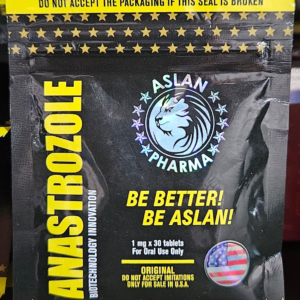 DO NOT ACCEPT THE PACKAGING IF THIS SEAL IS BROKEN
ANASTROZOLE
BIOTECHNOLOGY INNOVATION
ASLAN
PHARMA
BE BETTER!
BE ASLAN!
1 mg x 30 tablets
For Oral Use Only
ORIGINAL
DO NOT ACCEPT IMITATIONS
ONLY FOR SALE IN U.S.A.